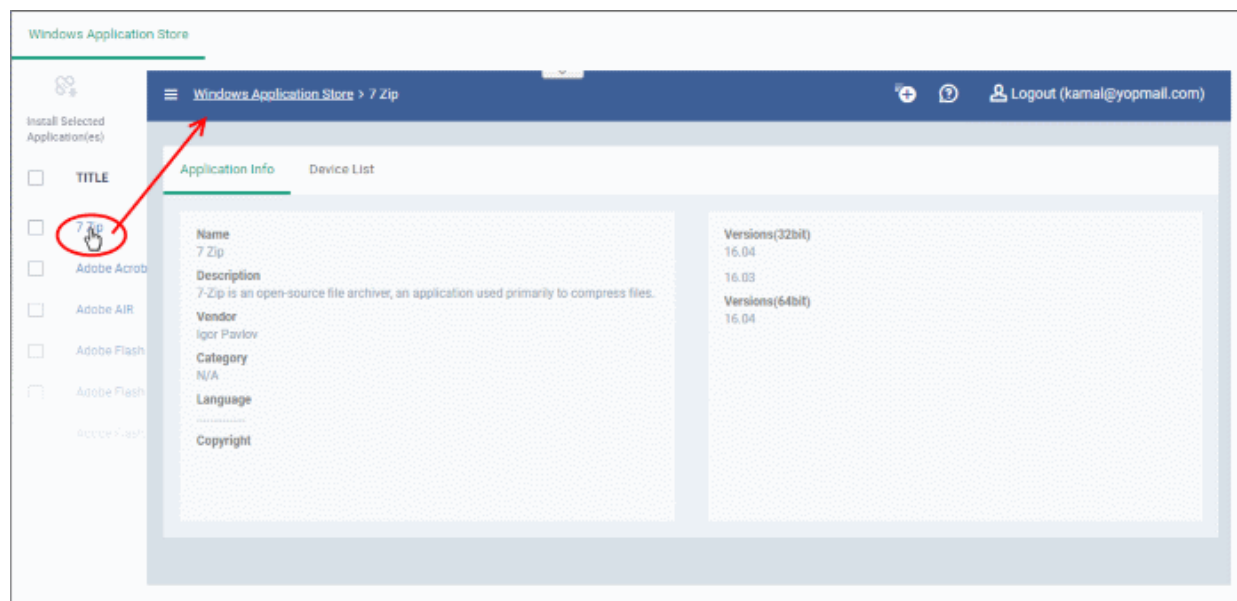 Windows Application Store
Install Selected
Application(es)
TITLE
7 Zip
Adobe Acrob
Adobe AIR
Adobe Flash
Adobe Flash
Adobe Flash
Windows Application Store > 7 Zip
Logout (kamal@yopmail.com)
Application Info
Device List
Name
7 Zip
Description
7-Zip is an open-source file archiver, an application used primarily to compress files.
Vendor
Igor Pavlov
Category
N/A
Language
-------------
Copyright
Versions(32bit)
16.04
16.03
Versions(64bit)
16.04